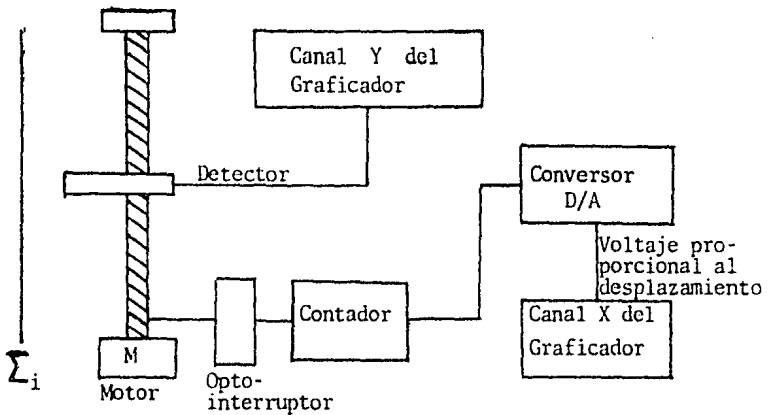 Canal Y del
Graficador
Detector
Conversor
D/A
Voltaje pro-
porcional al
desplazamiento
Contador
Canal X del
Graficador
M
Motor
Opto-
interruptor
Σi